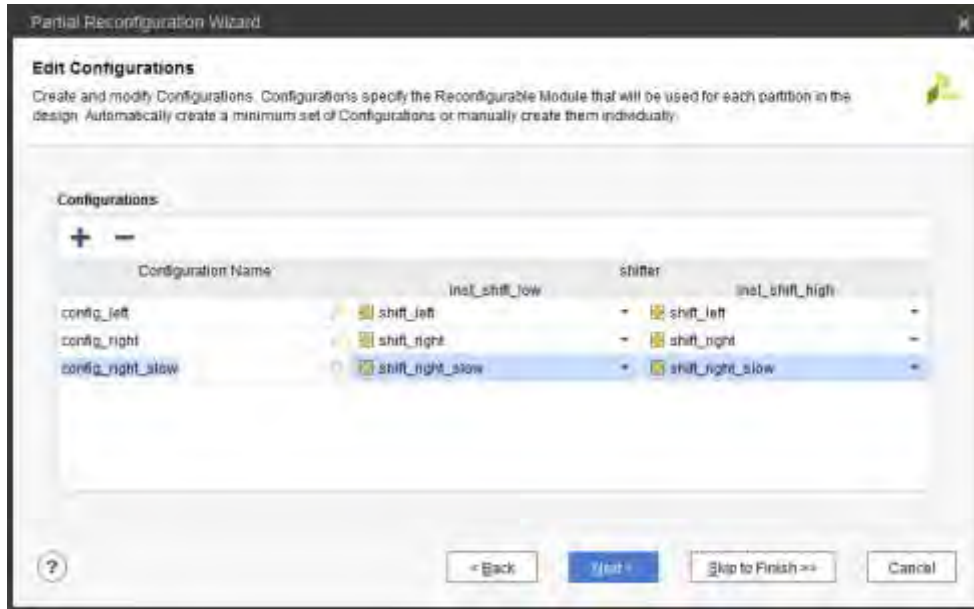 Partial Reconfiguration Wizard
Edit Configurations
Create and modify Configurations. Configurations specify the Reconfigurable Module that will be used for each partition in the
design. Automatically create a minimum set of Configurations or manually create them individually.
Configurations
Configuration Name shifter
inst_shift_low inst_shift_high
config_left shift_left shift_left
config_right shift_right shift_right
config_right_slow shift_right_slow shift_right_slow
? < Back Next > Skip to Finish >> Cancel